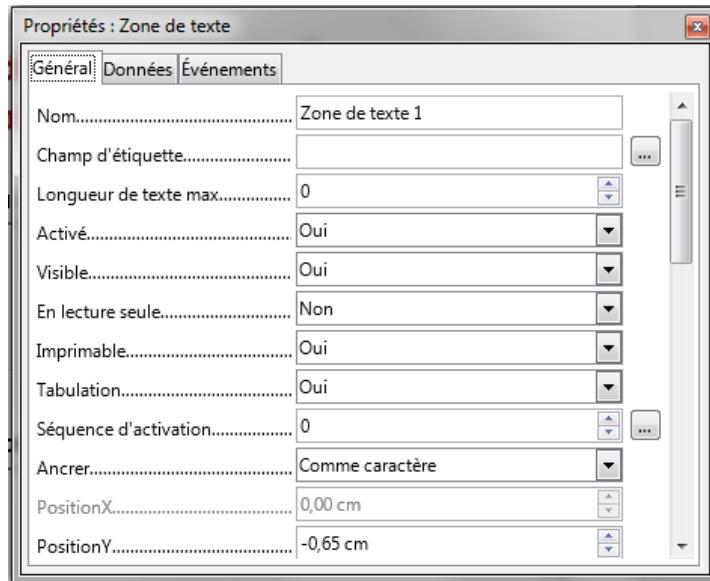 Propriétés : Zone de texte
Général Données Événements
Nom........................................... Zone de texte 1
Champ d'étiquette........................... ...
Longueur de texte max................. 0
Activé......................................... Oui
Visible........................................ Oui
En lecture seule.......................... Non
Imprimable................................. Oui
Tabulation.................................. Oui
Séquence d'activation................ 0 ...
Ancrer........................................ Comme caractère
PositionX.................................... 0,00 cm
PositionY.................................... -0,65 cm